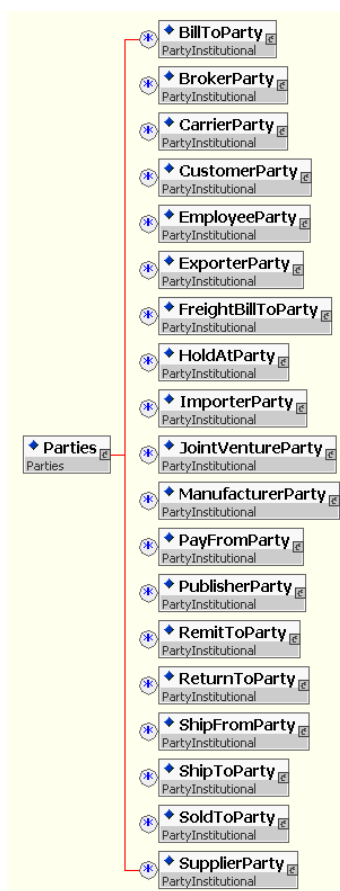 BillToParty
PartyInstitutional
BrokerParty
PartyInstitutional
CarrierParty
PartyInstitutional
CustomerParty
PartyInstitutional
EmployeeParty
PartyInstitutional
ExporterParty
PartyInstitutional
FreightBillToParty
PartyInstitutional
HoldAtParty
PartyInstitutional
ImporterParty
PartyInstitutional
Parties
Parties
JointVentureParty
PartyInstitutional
ManufacturerParty
PartyInstitutional
PayFromParty
PartyInstitutional
PublisherParty
PartyInstitutional
RemitToParty
PartyInstitutional
ReturnToParty
PartyInstitutional
ShipFromParty
PartyInstitutional
ShipToParty
PartyInstitutional
SoldToParty
PartyInstitutional
SupplierParty
PartyInstitutional